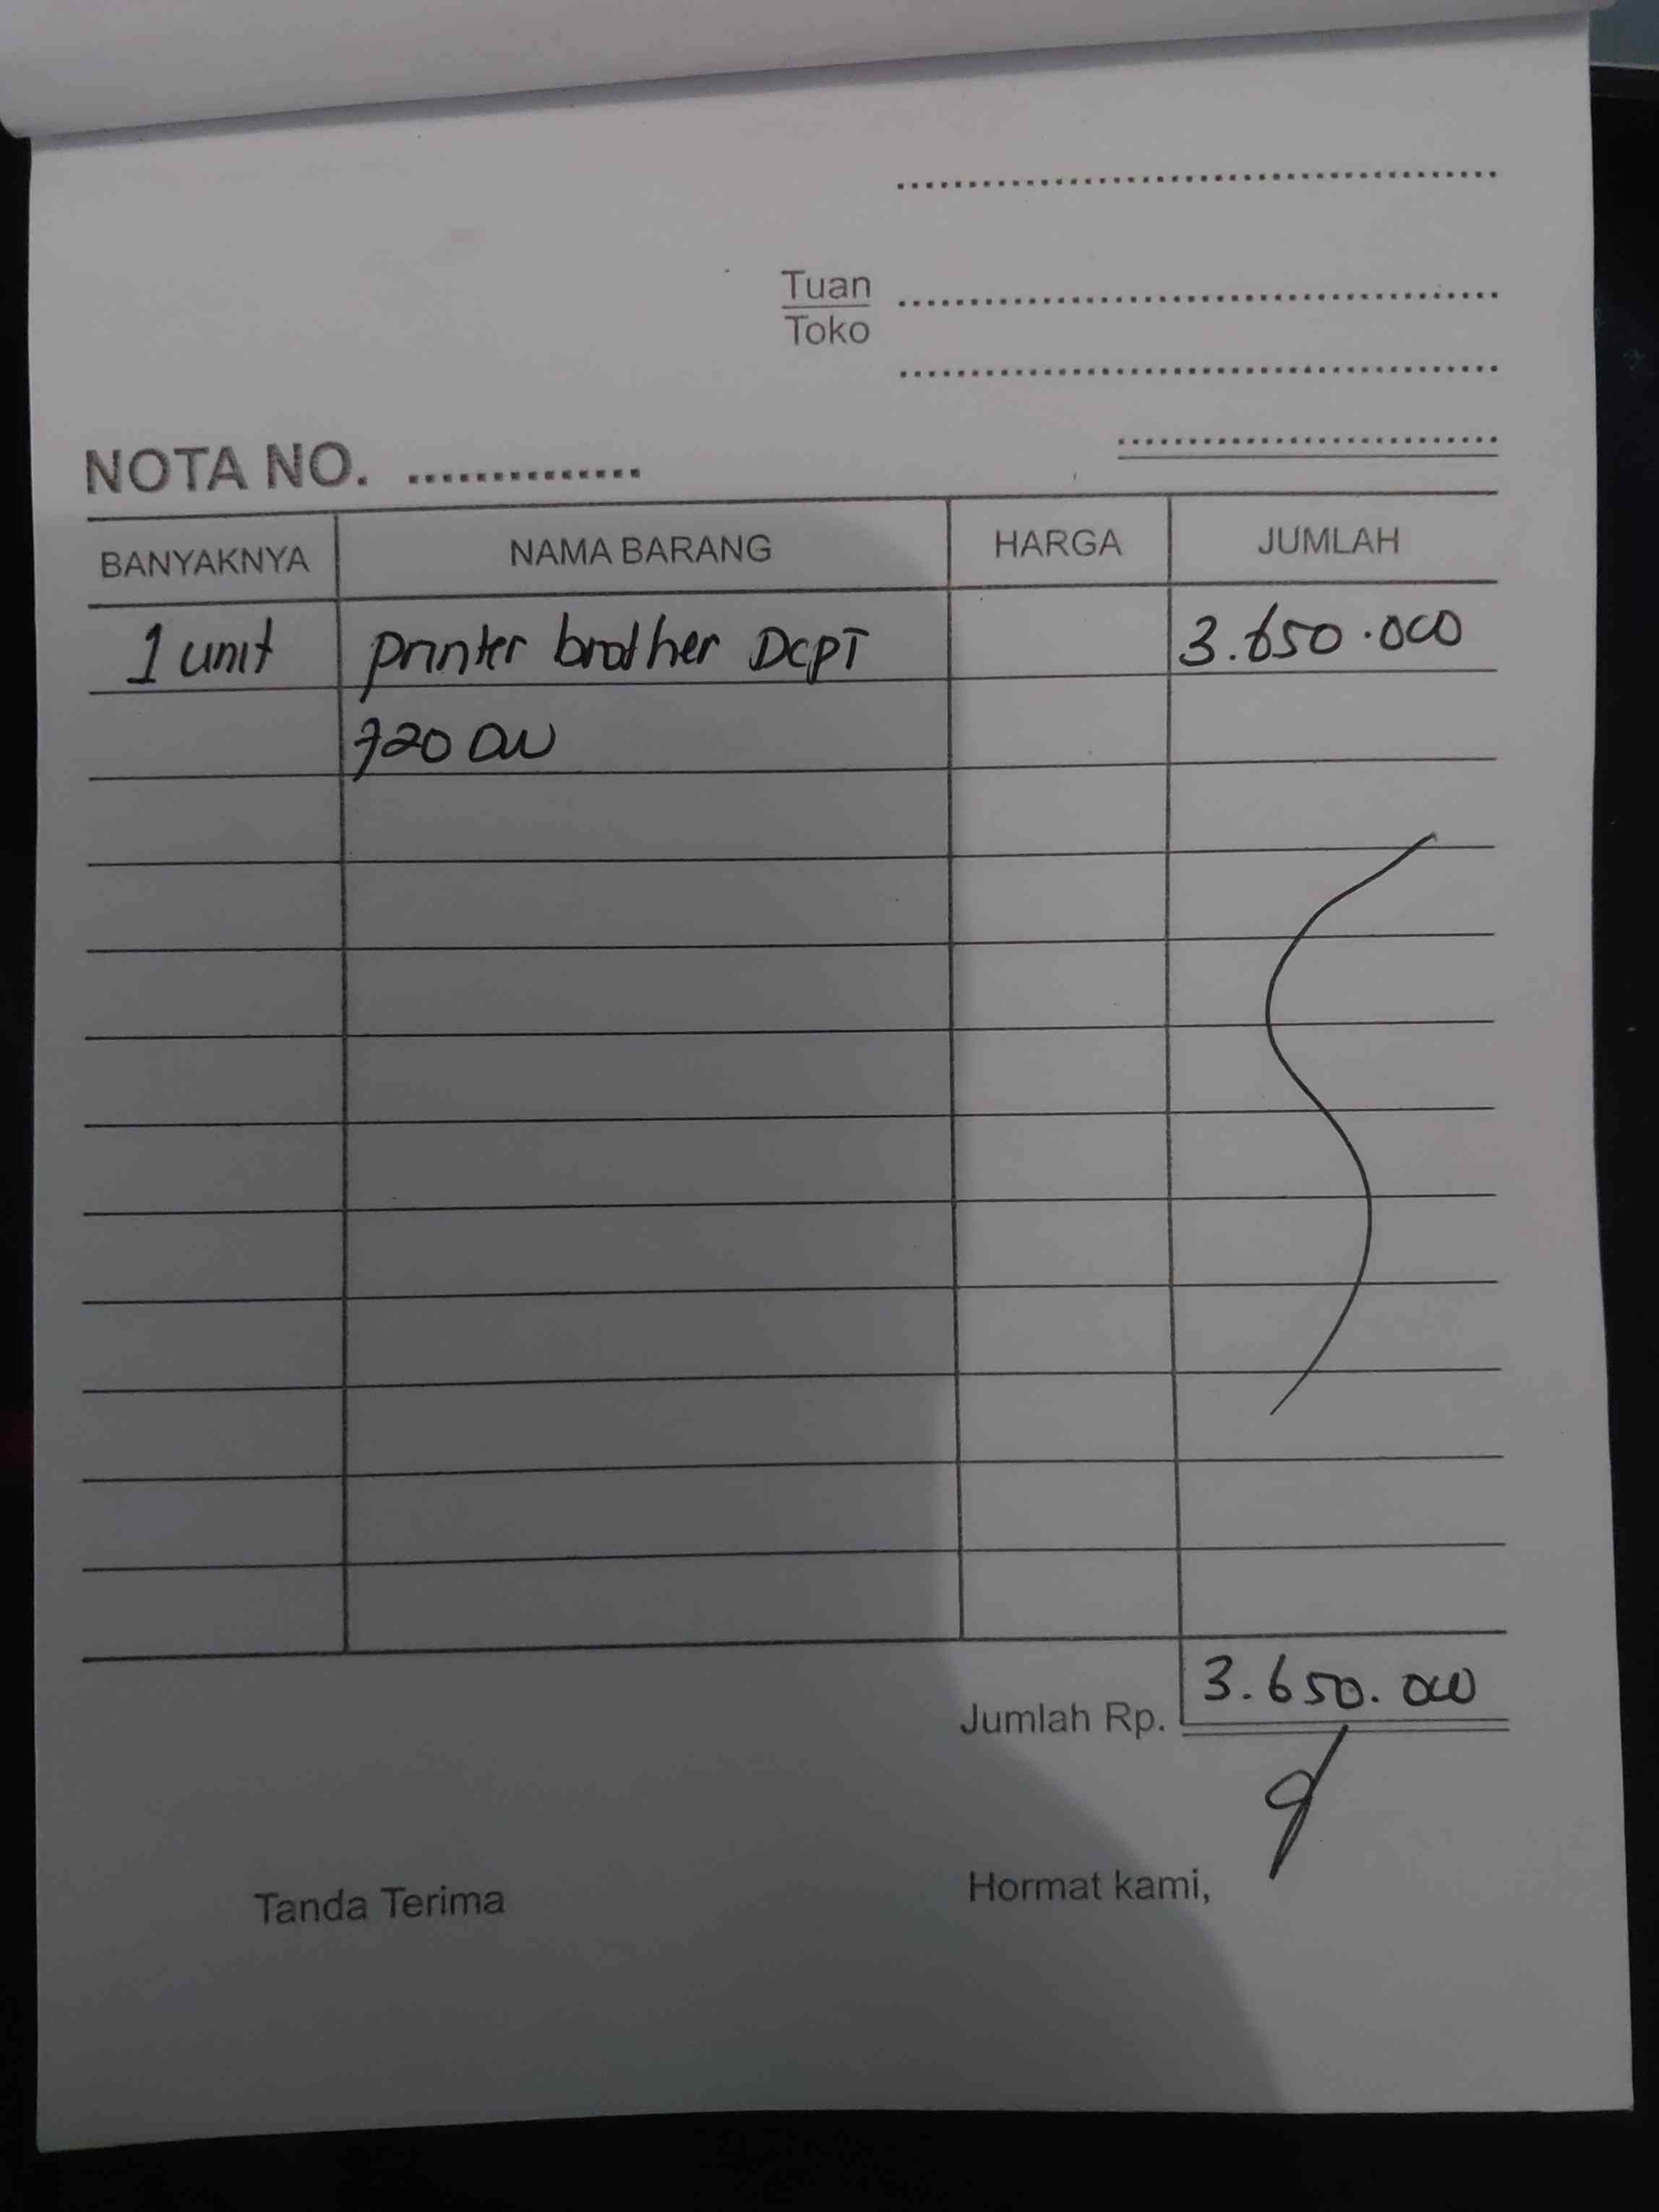 Tuan
Toko
NOTA NO. ..............
BANYAKNYA NAMA BARANG HARGA JUMLAH
1 unit printer brother DcpT 3.650.000
720 DW
Jumlah Rp. 3.650.000
Tanda Terima Hormat kami,